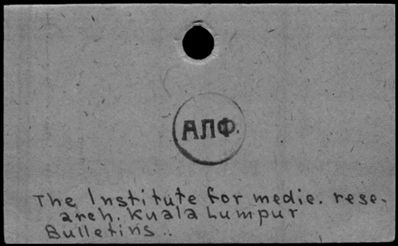 АЛФ.
The Institute for medic. rese-
arch. Kuala Lumpur
Bulletins..